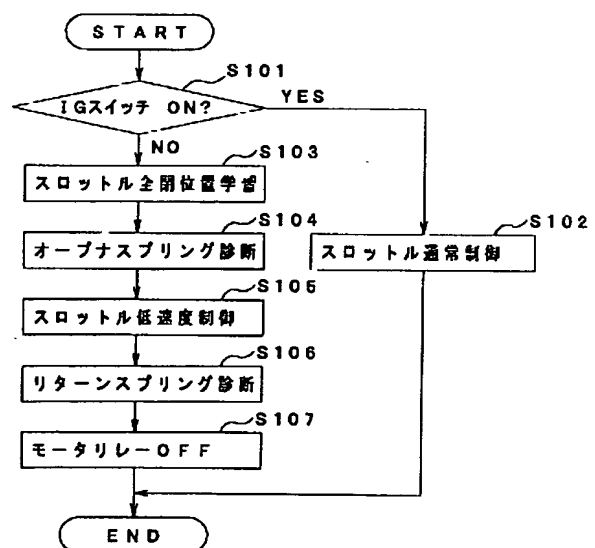 START
S101
IGスイッチ ON?
YES
NO
S103
スロットル全閉位置学習
S104
オープナスプリング診断
S102
スロットル通常制御
S105
スロットル低速度制御
S106
リターンスプリング診断
S107
モータリレーOFF
END